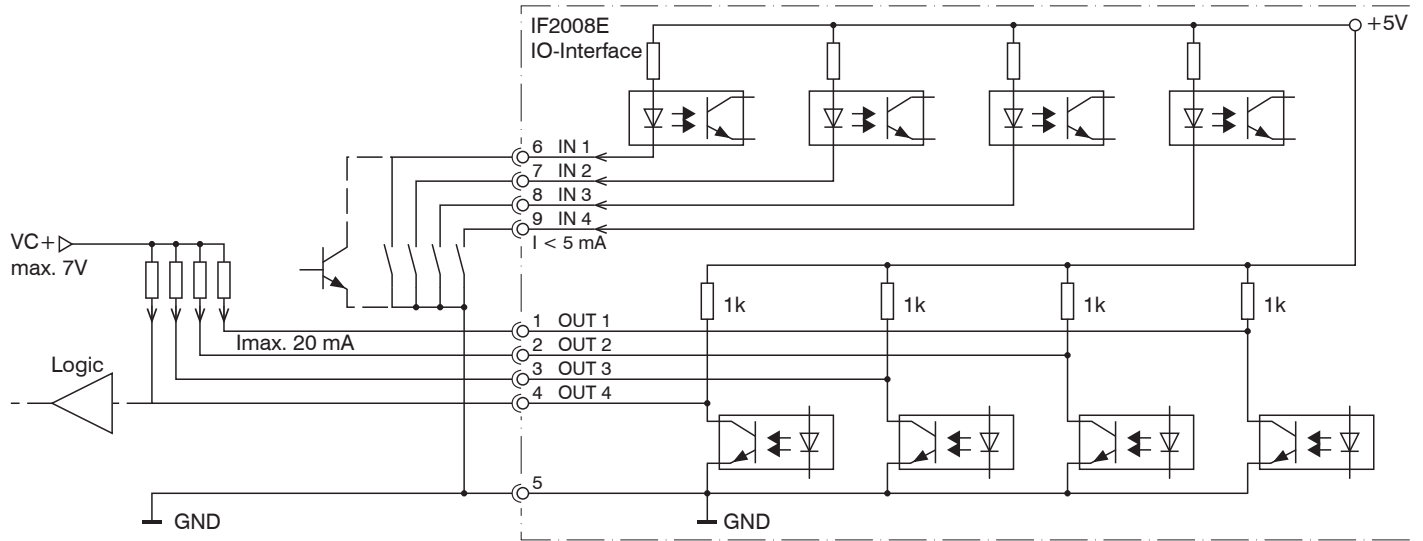 IF2008E
IO-Interface
+5V
6 IN 1
7 IN 2
8 IN 3
9 IN 4
I < 5 mA
VC+
max. 7V
1k
1k
1k
1k
1 OUT 1
Imax. 20 mA
2 OUT 2
3 OUT 3
4 OUT 4
Logic
5
GND
GND